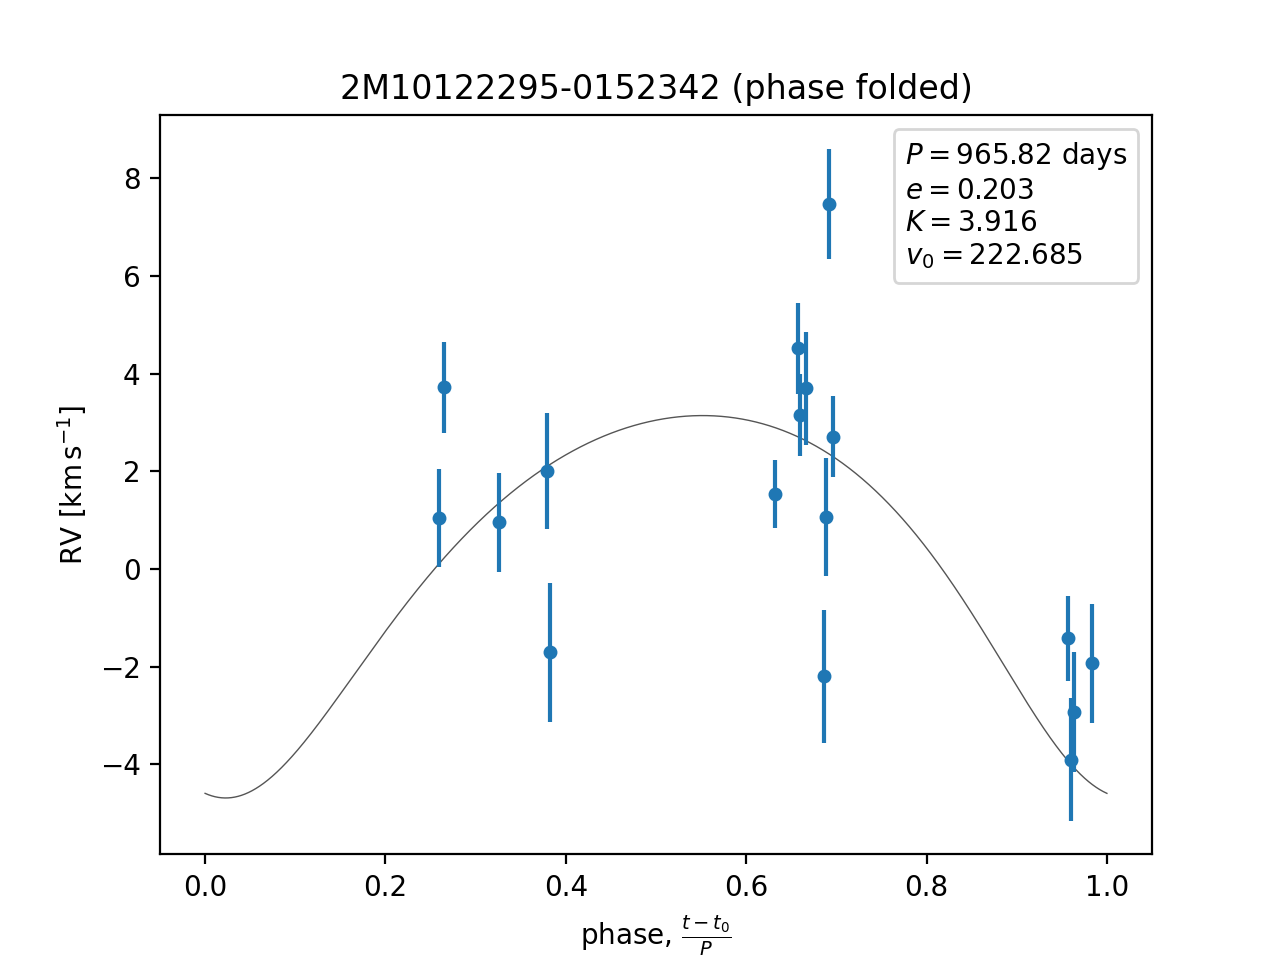 2M10122295-0152342 (phase folded)
P = 965.82 days
e = 0.203
K = 3.916
v₀ = 222.685
RV [km s⁻¹]
8
6
4
2
0
−2
−4
0.0 0.2 0.4 0.6 0.8 1.0
phase, (t − t₀)/P